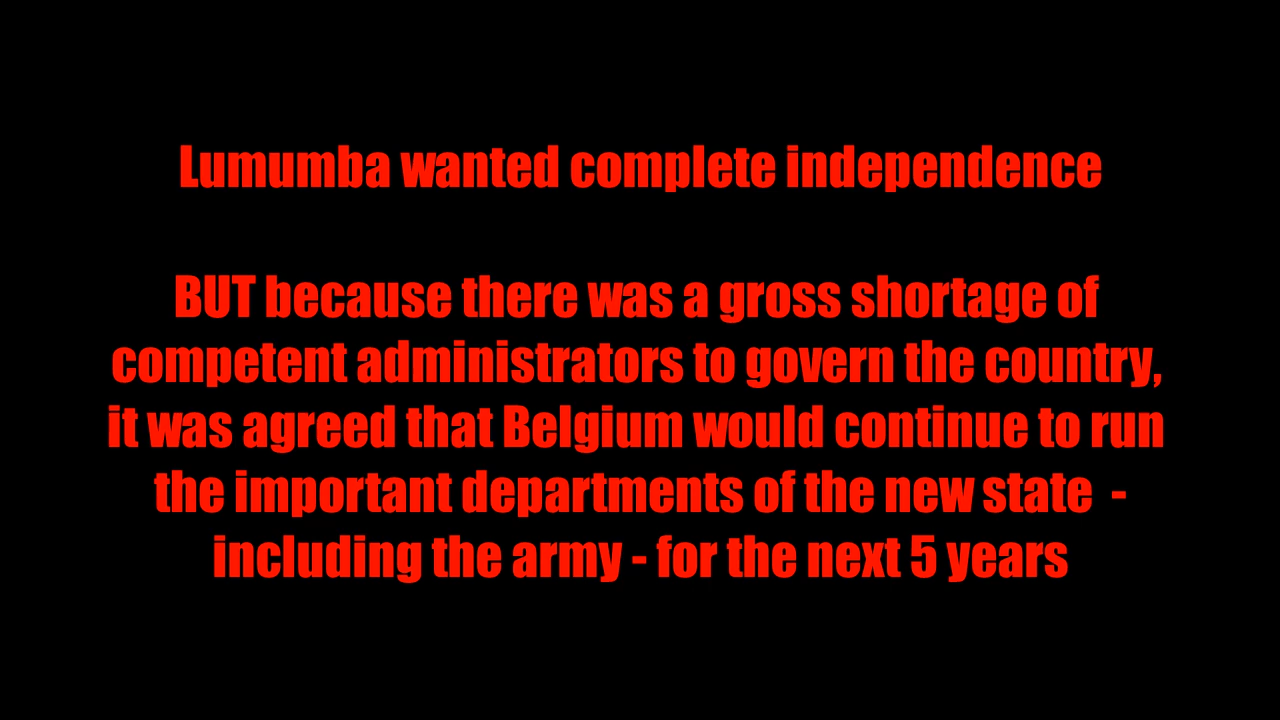 Lumumba wanted complete independence
BUT because there was a gross shortage of
competent administrators to govern the country,
it was agreed that Belgium would continue to run
the important departments of the new state  -
including the army - for the next 5 years